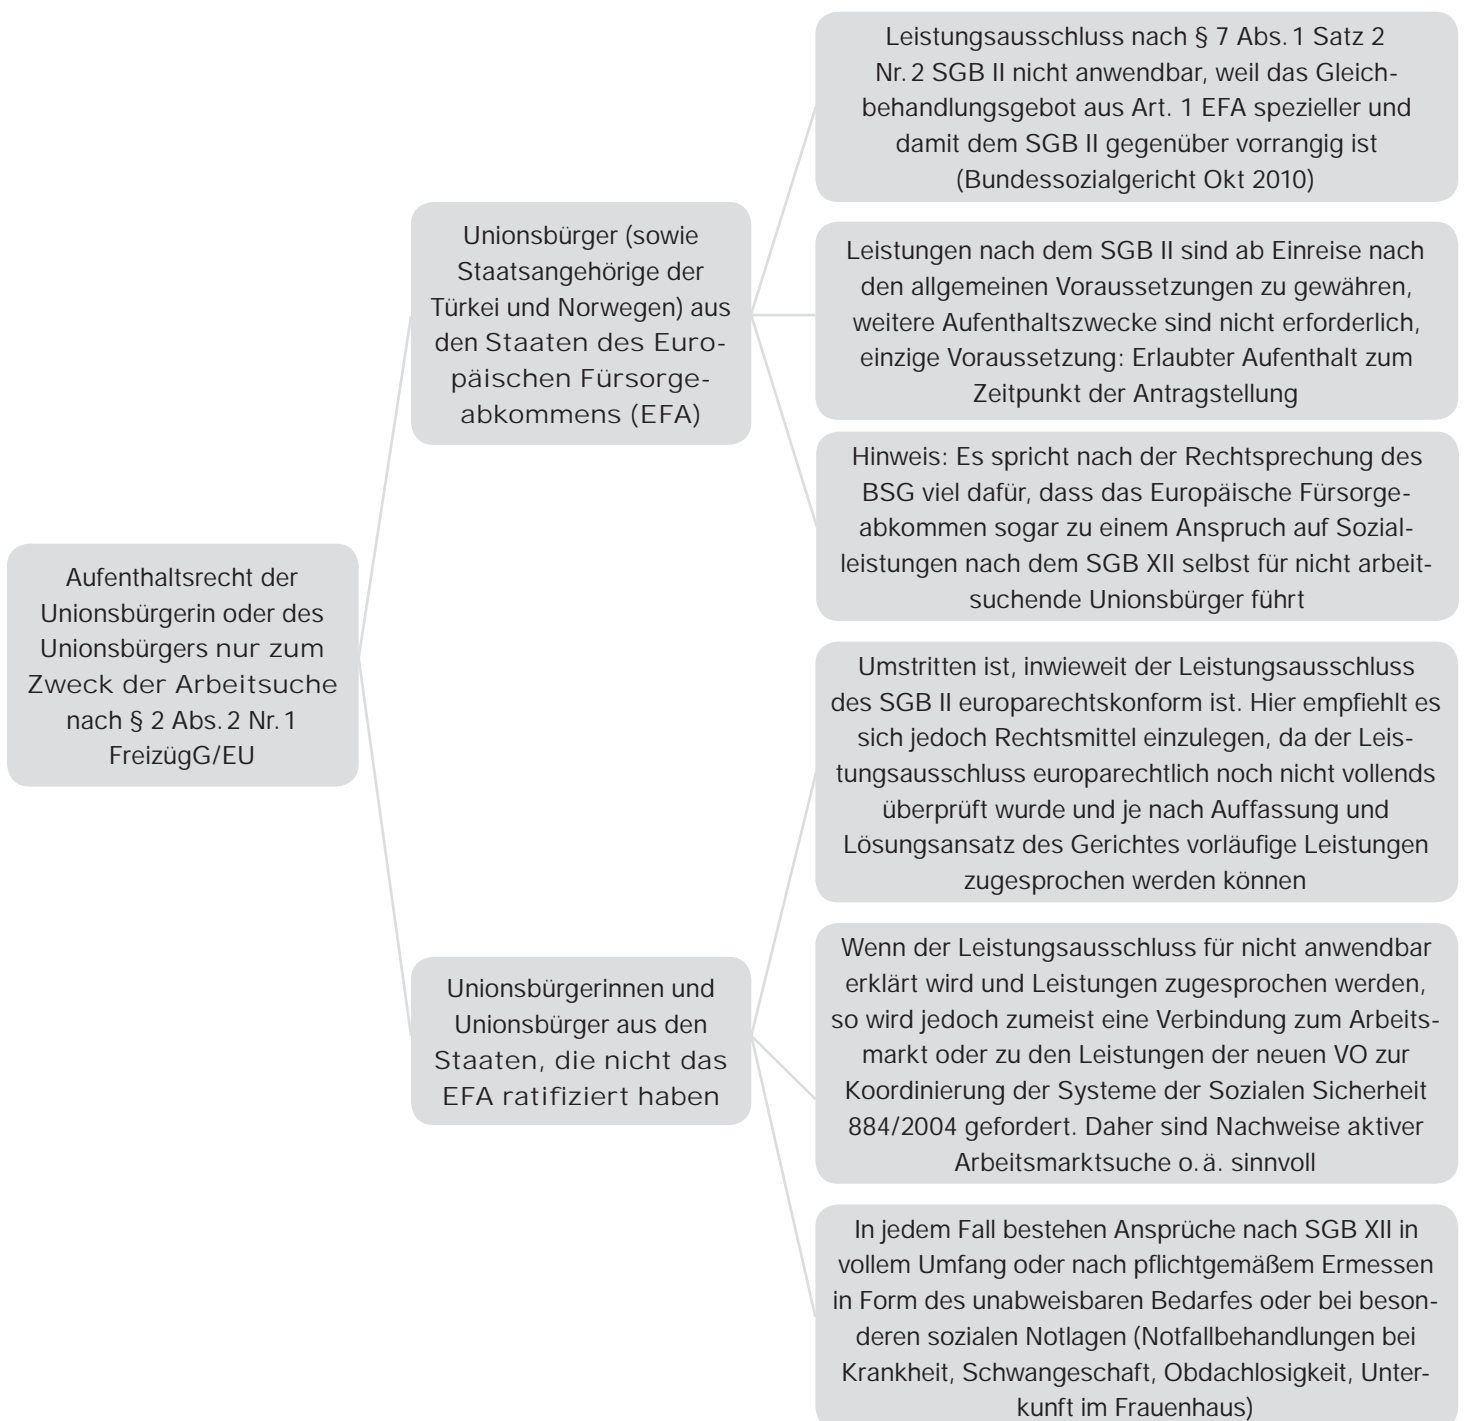 Aufenthaltsrecht der
Unionsbürgerin oder des
Unionsbürgers nur zum
Zweck der Arbeitsuche
nach § 2 Abs. 2 Nr. 1
FreizügG/EU
Unionsbürger (sowie
Staatsangehörige der
Türkei und Norwegen) aus
den Staaten des Euro-
päischen Fürsorge-
abkommens (EFA)
Leistungsausschluss nach § 7 Abs. 1 Satz 2
Nr. 2 SGB II nicht anwendbar, weil das Gleich-
behandlungsgebot aus Art. 1 EFA spezieller und
damit dem SGB II gegenüber vorrangig ist
(Bundessozialgericht Okt 2010)
Leistungen nach dem SGB II sind ab Einreise nach
den allgemeinen Voraussetzungen zu gewähren,
weitere Aufenthaltszwecke sind nicht erforderlich,
einzige Voraussetzung: Erlaubter Aufenthalt zum
Zeitpunkt der Antragstellung
Hinweis: Es spricht nach der Rechtsprechung des
BSG viel dafür, dass das Europäische Fürsorge-
abkommen sogar zu einem Anspruch auf Sozial-
leistungen nach dem SGB XII selbst für nicht arbeit-
suchende Unionsbürger führt
Unionsbürgerinnen und
Unionsbürger aus den
Staaten, die nicht das
EFA ratifiziert haben
Umstritten ist, inwieweit der Leistungsausschluss
des SGB II europarechtskonform ist. Hier empfiehlt es
sich jedoch Rechtsmittel einzulegen, da der Leis-
tungsausschluss europarechtlich noch nicht vollends
überprüft wurde und je nach Auffassung und
Lösungsansatz des Gerichtes vorläufige Leistungen
zugesprochen werden können
Wenn der Leistungsausschluss für nicht anwendbar
erklärt wird und Leistungen zugesprochen werden,
so wird jedoch zumeist eine Verbindung zum Arbeits-
markt oder zu den Leistungen der neuen VO zur
Koordinierung der Systeme der Sozialen Sicherheit
884/2004 gefordert. Daher sind Nachweise aktiver
Arbeitsmarktsuche o. ä. sinnvoll
In jedem Fall bestehen Ansprüche nach SGB XII in
vollem Umfang oder nach pflichtgemäßem Ermessen
in Form des unabweisbaren Bedarfes oder bei beson-
deren sozialen Notlagen (Notfallbehandlungen bei
Krankheit, Schwangeschaft, Obdachlosigkeit, Unter-
kunft im Frauenhaus)